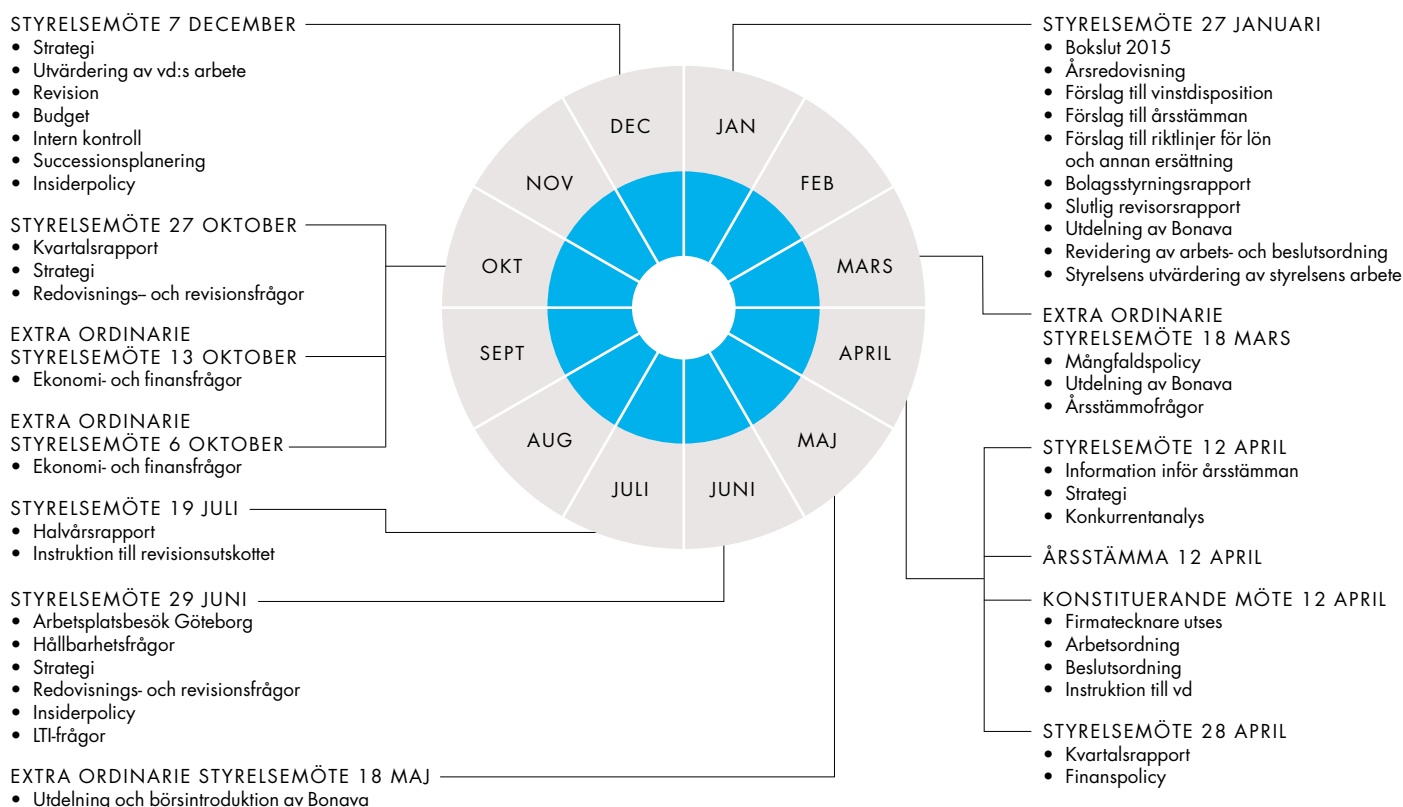 STYRELSEMÖTE 7 DECEMBER
• Strategi
• Utvärdering av vd:s arbete
• Revision
• Budget
• Intern kontroll
• Successionsplanering
• Insiderpolicy
STYRELSEMÖTE 27 OKTOBER
• Kvartalsrapport
• Strategi
• Redovisnings– och revisionsfrågor
EXTRA ORDINARIE
STYRELSEMÖTE 13 OKTOBER
• Ekonomi- och finansfrågor
EXTRA ORDINARIE
STYRELSEMÖTE 6 OKTOBER
• Ekonomi- och finansfrågor
STYRELSEMÖTE 19 JULI
• Halvårsrapport
• Instruktion till revisionsutskottet
STYRELSEMÖTE 29 JUNI
• Arbetsplatsbesök Göteborg
• Hållbarhetsfrågor
• Strategi
• Redovisnings- och revisionsfrågor
• Insiderpolicy
• LTI-frågor
EXTRA ORDINARIE STYRELSEMÖTE 18 MAJ
• Utdelning och börsintroduktion av Bonava
JAN
FEB
MARS
APRIL
MAJ
JUNI
JULI
AUG
SEPT
OKT
NOV
DEC
STYRELSEMÖTE 27 JANUARI
• Bokslut 2015
• Årsredovisning
• Förslag till vinstdisposition
• Förslag till årsstämman
• Förslag till riktlinjer för lön
och annan ersättning
• Bolagsstyrningsrapport
• Slutlig revisorsrapport
• Utdelning av Bonava
• Revidering av arbets- och beslutsordning
• Styrelsens utvärdering av styrelsens arbete
EXTRA ORDINARIE
STYRELSEMÖTE 18 MARS
• Mångfaldspolicy
• Utdelning av Bonava
• Årsstämmofrågor
STYRELSEMÖTE 12 APRIL
• Information inför årsstämman
• Strategi
• Konkurrentanalys
ÅRSSTÄMMA 12 APRIL
KONSTITUERANDE MÖTE 12 APRIL
• Firmatecknare utses
• Arbetsordning
• Beslutsordning
• Instruktion till vd
STYRELSEMÖTE 28 APRIL
• Kvartalsrapport
• Finanspolicy